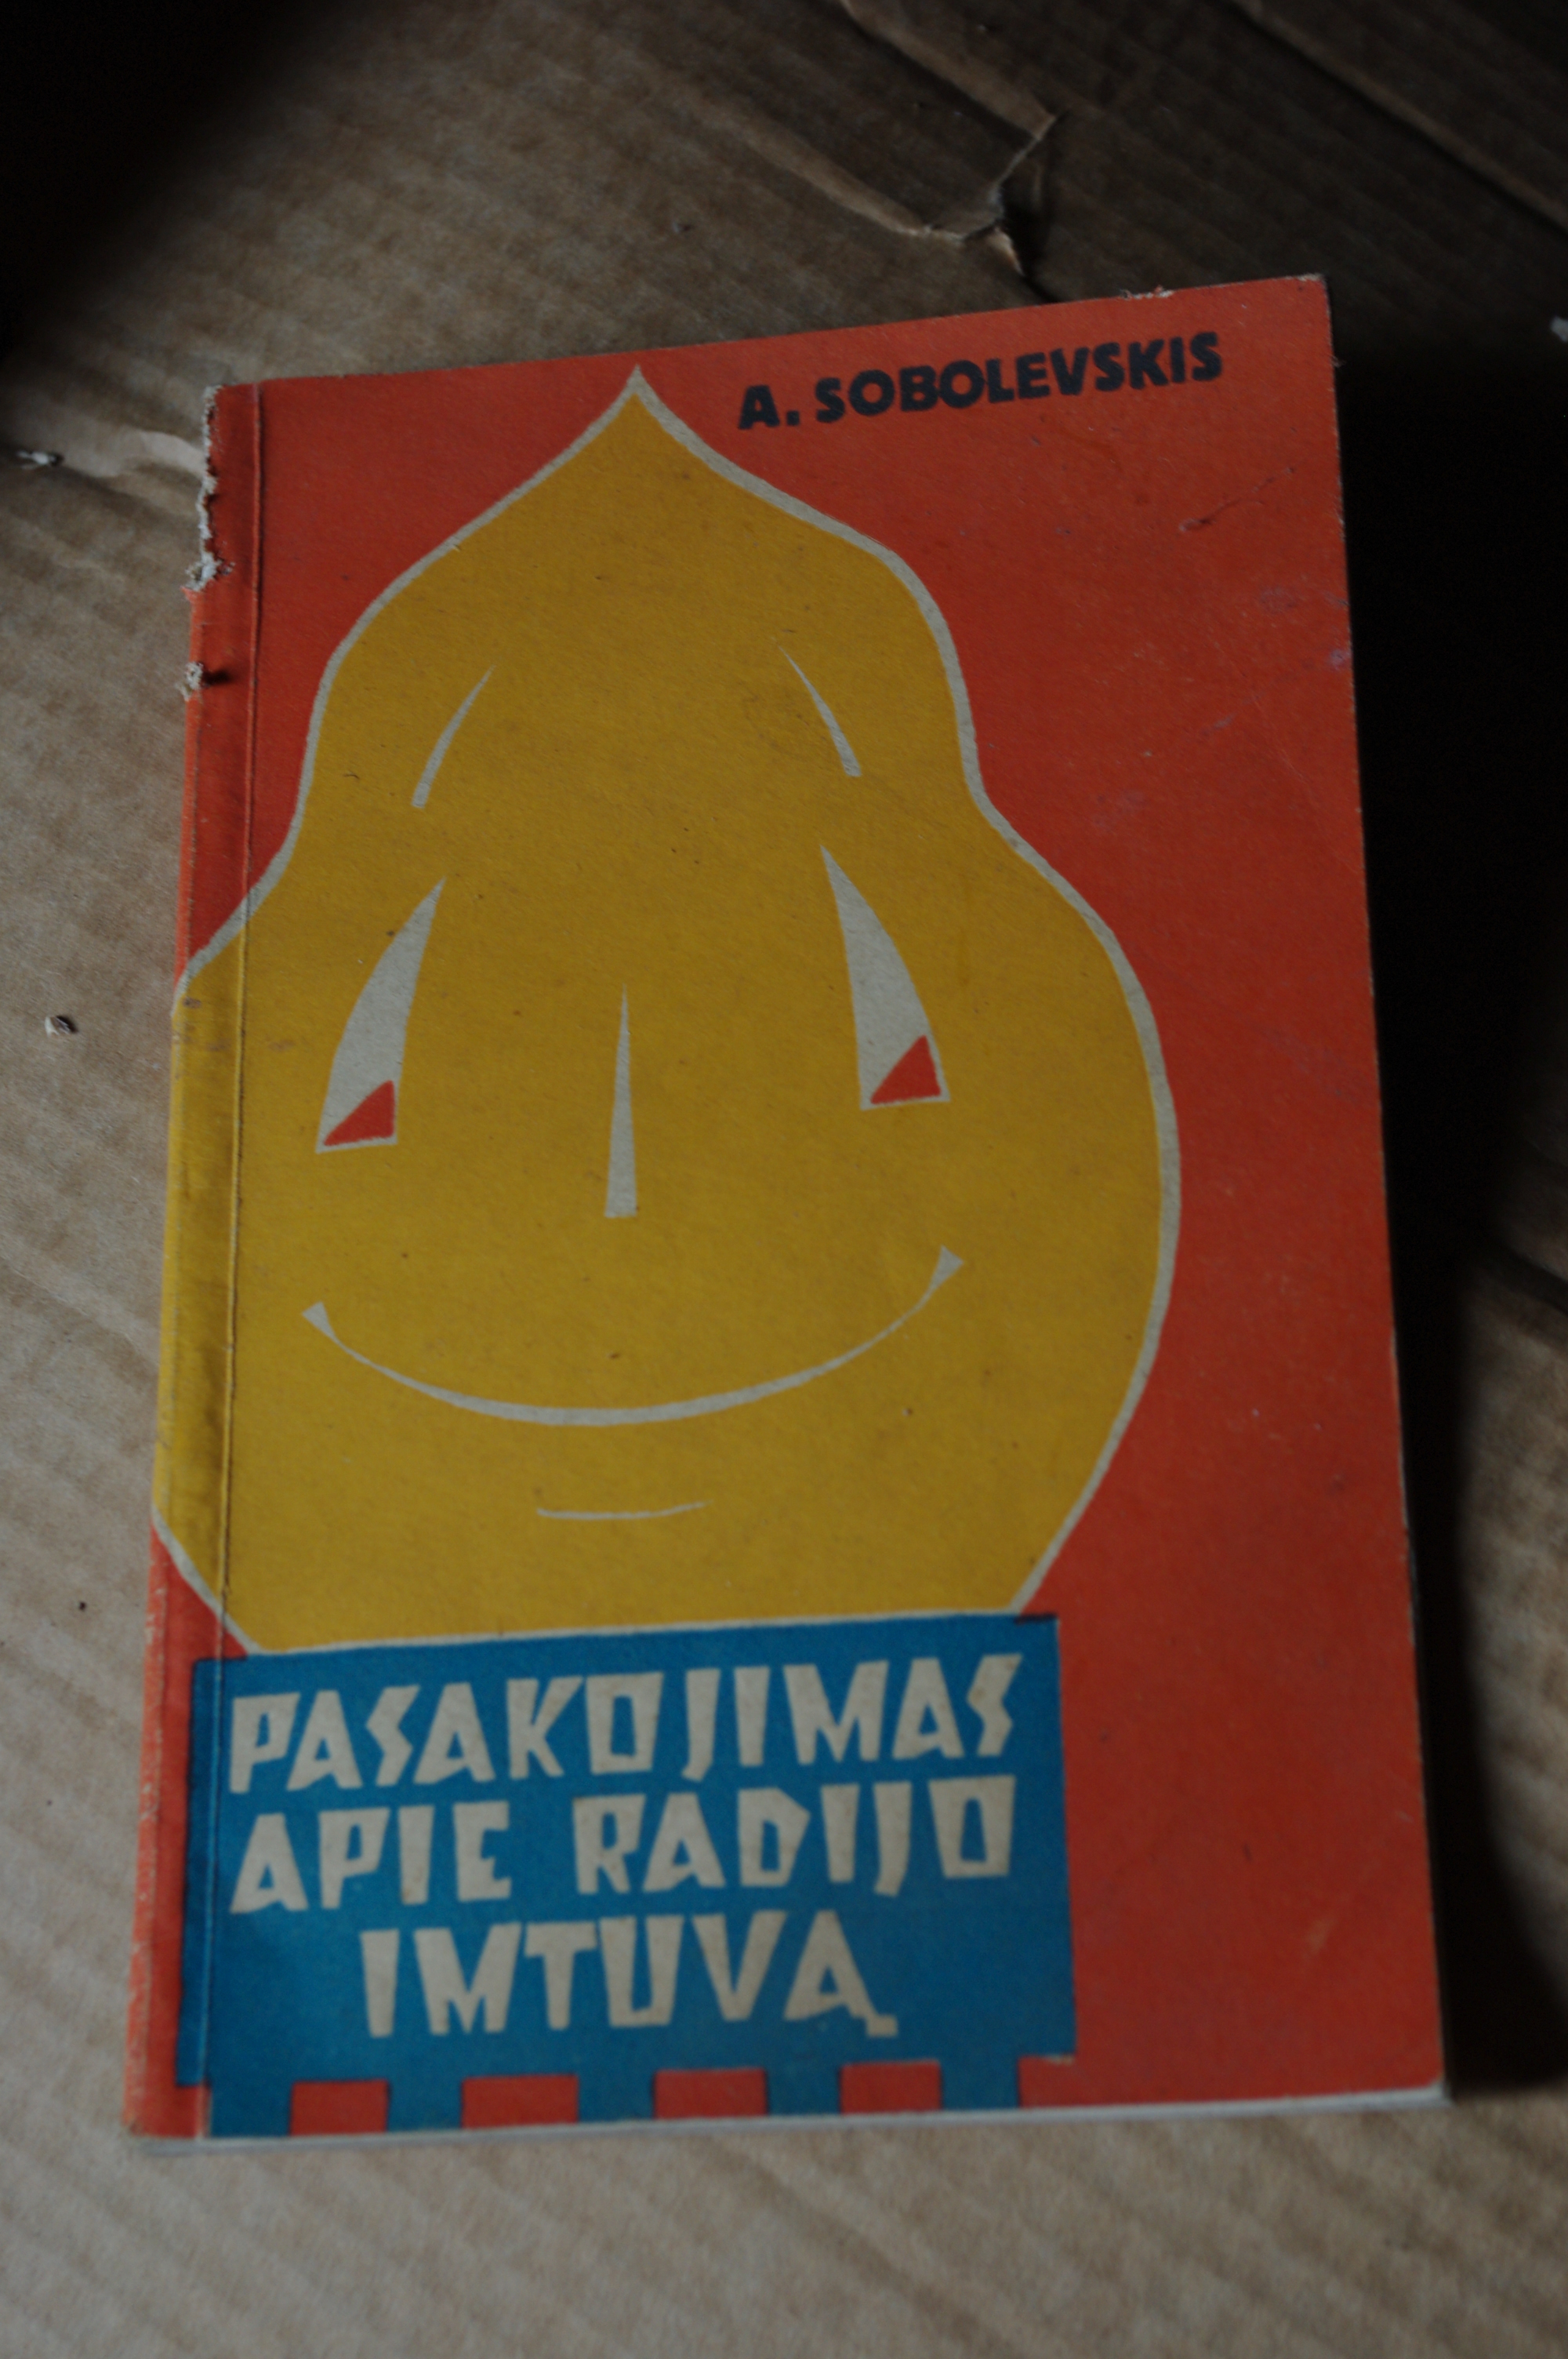 A. SOBOLEVSKIS
PASAKOJIMAS
APIE RADIJO
IMTUVĄ